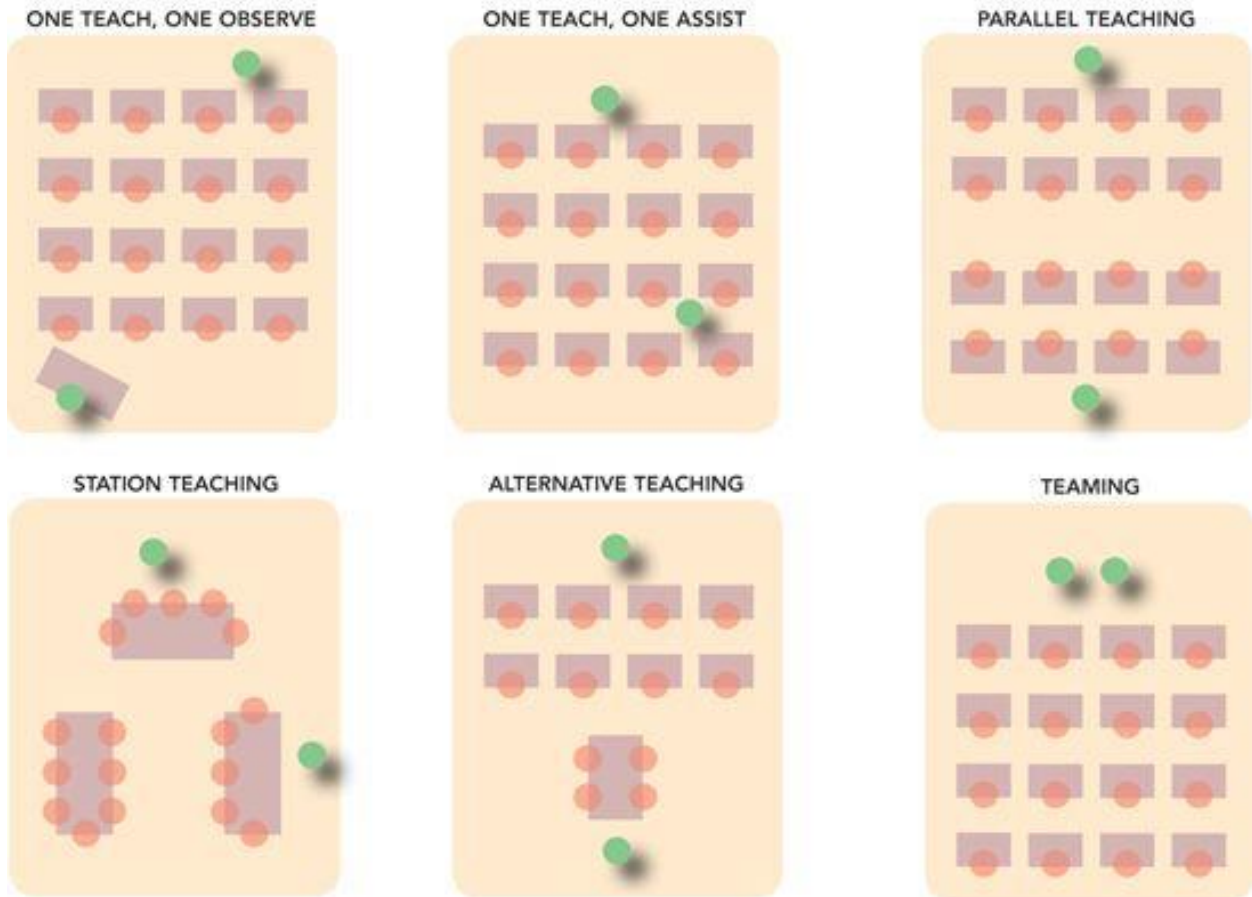 ONE TEACH, ONE OBSERVE
ONE TEACH, ONE ASSIST
PARALLEL TEACHING
STATION TEACHING
ALTERNATIVE TEACHING
TEAMING